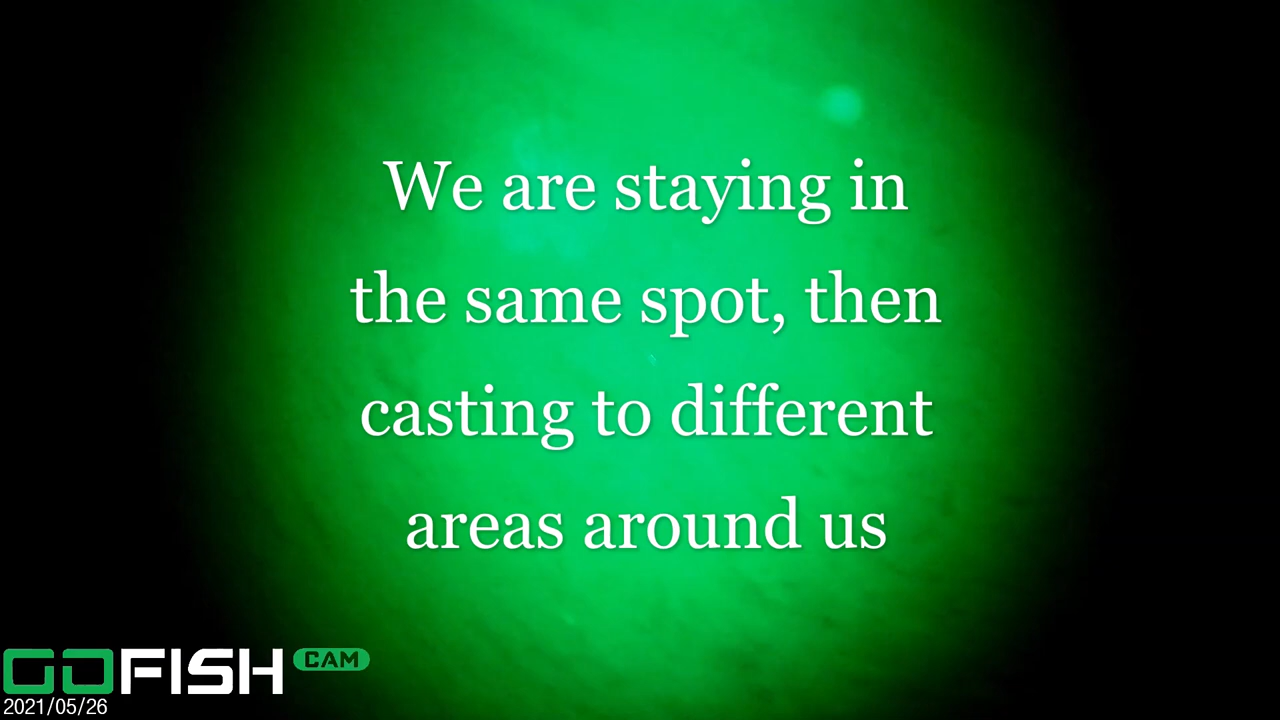 We are staying in
the same spot, then
casting to different
areas around us
GOFISH CAM
2021/05/26